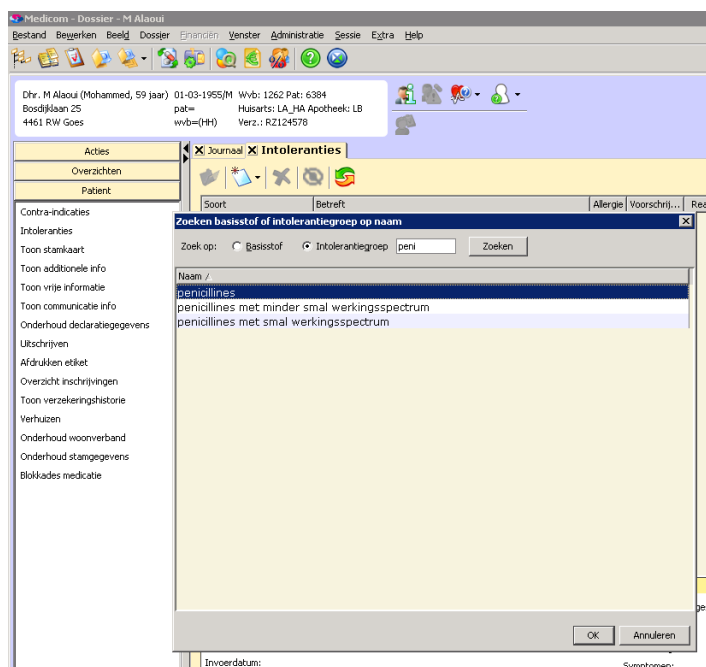 Medicom - Dossier - M Alaoui
Bestand Bewerken Beeld Dossier Financiën Venster Administratie Sessie Extra Help
Dhr. M Alaoui (Mohammed, 59 jaar) 01-03-1955/M Wvb: 1262 Pat: 6384
Bosdijklaan 25 pat= Huisarts: LA_HA Apotheek: LB
4461 RW Goes wvb=(HH) Verz.: RZ124578
Acties
Overzichten
Patient
Contra-indicaties
Intoleranties
Toon stamkaart
Toon additionele info
Toon vrije informatie
Toon communicatie info
Onderhoud declaratiegegevens
Uitschrijven
Afdrukken etiket
Overzicht inschrijvingen
Toon verzekeringshistorie
Verhuizen
Onderhoud woonverband
Onderhoud stamgegevens
Blokkades medicatie
Journaal Intoleranties
Soort Betreft Allergie Voorschrij... Rea
Zoeken basisstof of intolerantiegroep op naam
Zoek op: Basisstof Intolerantiegroep peni Zoeken
Naam
penicillines
penicillines met minder smal werkingsspectrum
penicillines met smal werkingsspectrum
OK Annuleren
Invoerdatum: Symptomen: